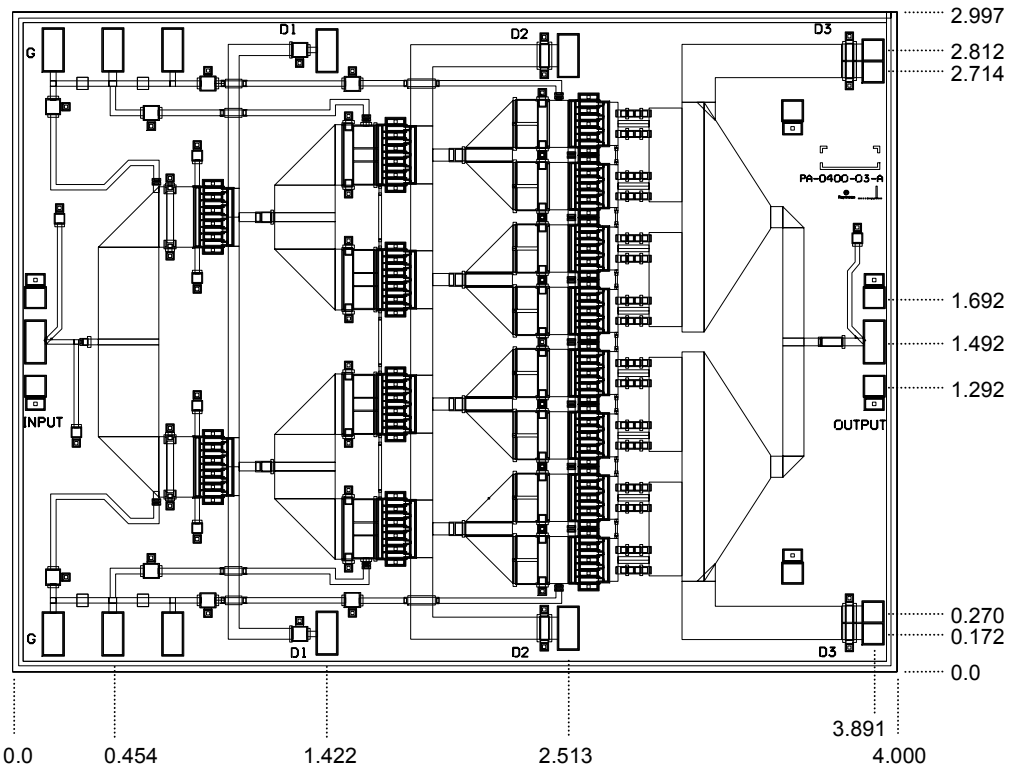 2.997
D1
D2
D3
G
2.812
2.714
PA-0400-03-A
1.692
1.492
1.292
INPUT
OUTPUT
0.270
G
0.172
D1
D2
D3
0.0
3.891
0.0
0.454
1.422
2.513
4.000